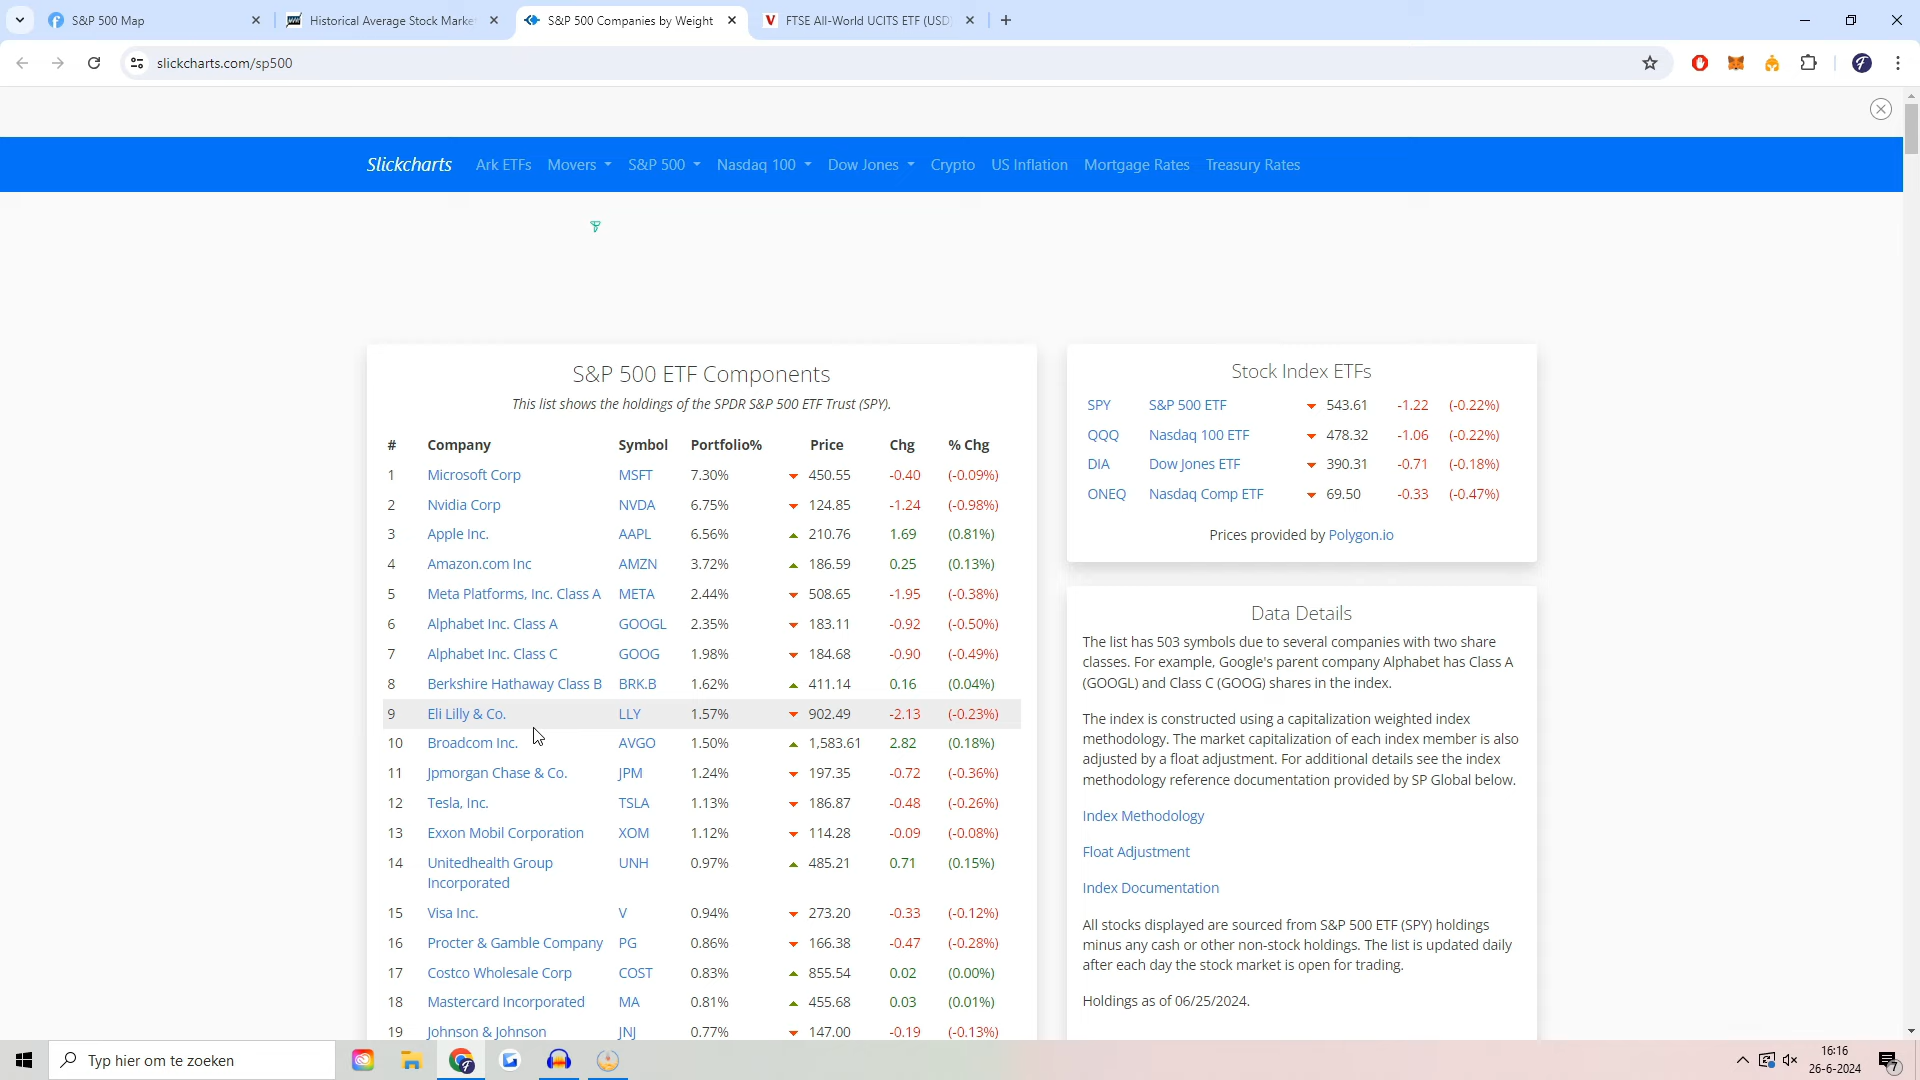 S&P 500 Map
Historical Average Stock Marke
S&P 500 Companies by Weight
FTSE All-World UCITS ETF (USD
slickcharts.com/sp500
Slickcharts Ark ETFs Movers S&P 500 Nasdaq 100 Dow Jones Crypto US Inflation Mortgage Rates Treasury Rates
S&P 500 ETF Components
This list shows the holdings of the SPDR S&P 500 ETF Trust (SPY).
# Company Symbol Portfolio% Price Chg % Chg
1 Microsoft Corp MSFT 7.30% 450.55 -0.40 (-0.09%)
2 Nvidia Corp NVDA 6.75% 124.85 -1.24 (-0.98%)
3 Apple Inc. AAPL 6.56% 210.76 1.69 (0.81%)
4 Amazon.com Inc AMZN 3.72% 186.59 0.25 (0.13%)
5 Meta Platforms, Inc. Class A META 2.44% 508.65 -1.95 (-0.38%)
6 Alphabet Inc. Class A GOOGL 2.35% 183.11 -0.92 (-0.50%)
7 Alphabet Inc. Class C GOOG 1.98% 184.68 -0.90 (-0.49%)
8 Berkshire Hathaway Class B BRK.B 1.62% 411.14 0.16 (0.04%)
9 Eli Lilly & Co. LLY 1.57% 902.49 -2.13 (-0.23%)
10 Broadcom Inc. AVGO 1.50% 1,583.61 2.82 (0.18%)
11 Jpmorgan Chase & Co. JPM 1.24% 197.35 -0.72 (-0.36%)
12 Tesla, Inc. TSLA 1.13% 186.87 -0.48 (-0.26%)
13 Exxon Mobil Corporation XOM 1.12% 114.28 -0.09 (-0.08%)
14 Unitedhealth Group UNH 0.97% 485.21 0.71 (0.15%)
Incorporated
15 Visa Inc. V 0.94% 273.20 -0.33 (-0.12%)
16 Procter & Gamble Company PG 0.86% 166.38 -0.47 (-0.28%)
17 Costco Wholesale Corp COST 0.83% 855.54 0.02 (0.00%)
18 Mastercard Incorporated MA 0.81% 455.68 0.03 (0.01%)
19 Johnson & Johnson JNJ 0.77% 147.00 -0.19 (-0.13%)
Stock Index ETFs
SPY S&P 500 ETF 543.61 -1.22 (-0.22%)
QQQ Nasdaq 100 ETF 478.32 -1.06 (-0.22%)
DIA Dow Jones ETF 390.31 -0.71 (-0.18%)
ONEQ Nasdaq Comp ETF 69.50 -0.33 (-0.47%)
Prices provided by Polygon.io
Data Details
The list has 503 symbols due to several companies with two share
classes. For example, Google's parent company Alphabet has Class A
(GOOGL) and Class C (GOOG) shares in the index.
The index is constructed using a capitalization weighted index
methodology. The market capitalization of each index member is also
adjusted by a float adjustment. For additional details see the index
methodology reference documentation provided by SP Global below.
Index Methodology
Float Adjustment
Index Documentation
All stocks displayed are sourced from S&P 500 ETF (SPY) holdings
minus any cash or other non-stock holdings. The list is updated daily
after each day the stock market is open for trading.
Holdings as of 06/25/2024.
Typ hier om te zoeken
16:16
26-6-2024
7